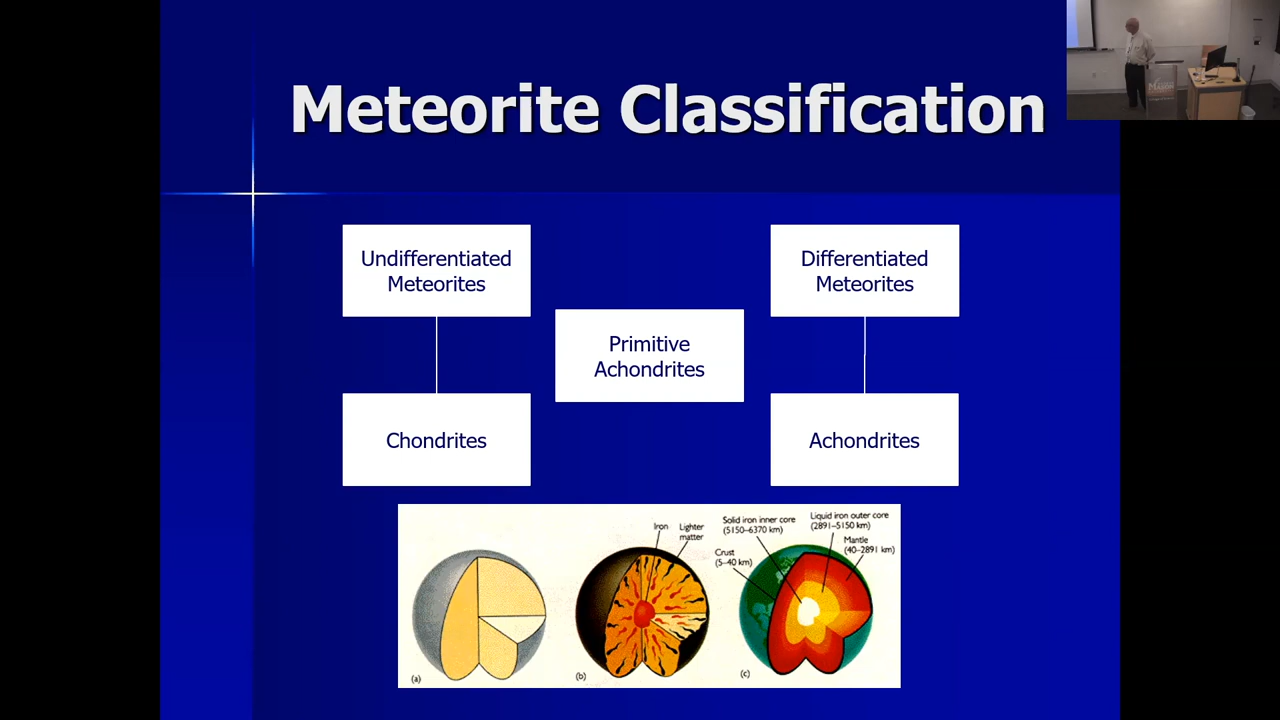 Meteorite Classification
Undifferentiated
Meteorites
Differentiated
Meteorites
Primitive
Achondrites
Chondrites
Achondrites
Iron
Lighter
matter
Solid iron inner core
(5150–6370 km)
Liquid iron outer core
(2891–5150 km)
Mantle
(40–2891 km)
Crust
(5–40 km)
(a)
(b)
(c)